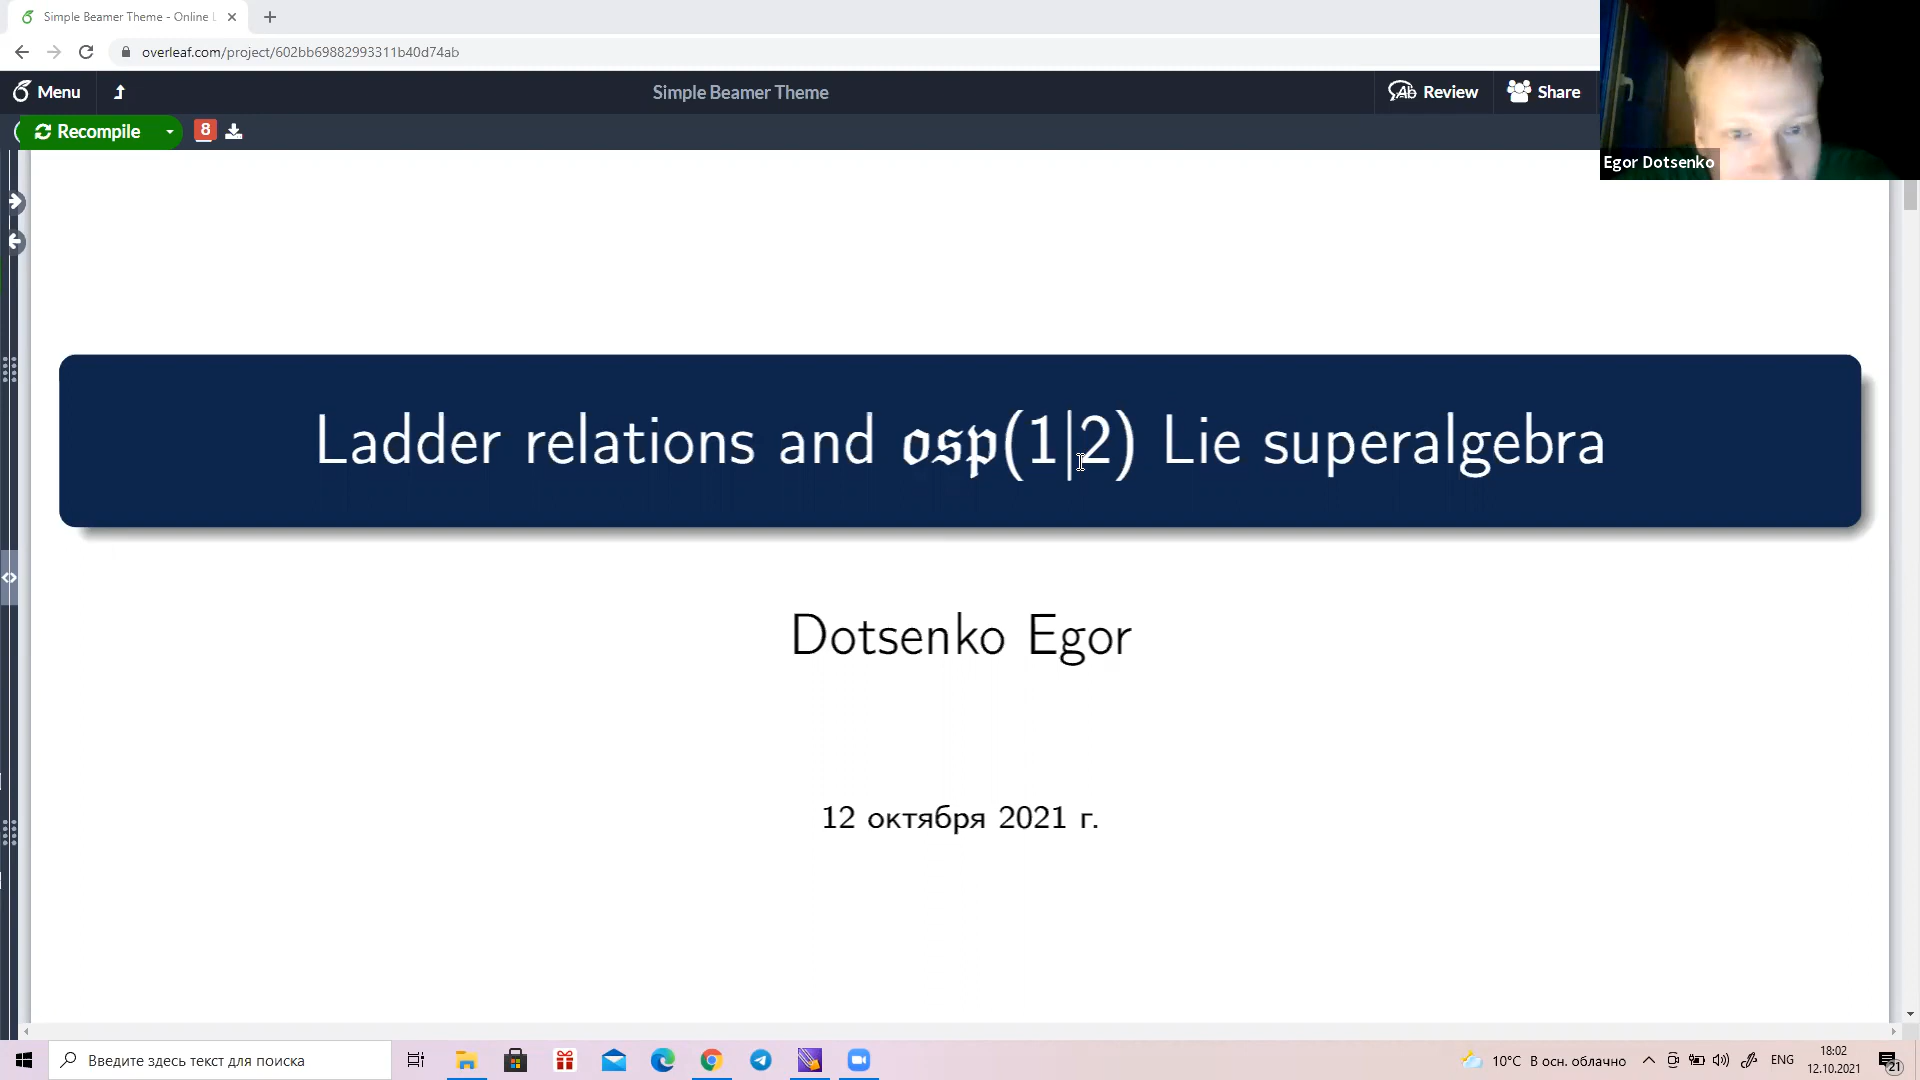 Simple Beamer Theme - Online L
overleaf.com/project/602bb69882993311b40d74ab
Menu
Simple Beamer Theme
Review
Share
Recompile
8
Egor Dotsenko
Ladder relations and osp(1|2) Lie superalgebra
Dotsenko Egor
12 октября 2021 г.
Введите здесь текст для поиска
10°C В осн. облачно
ENG
18:02
12.10.2021
21